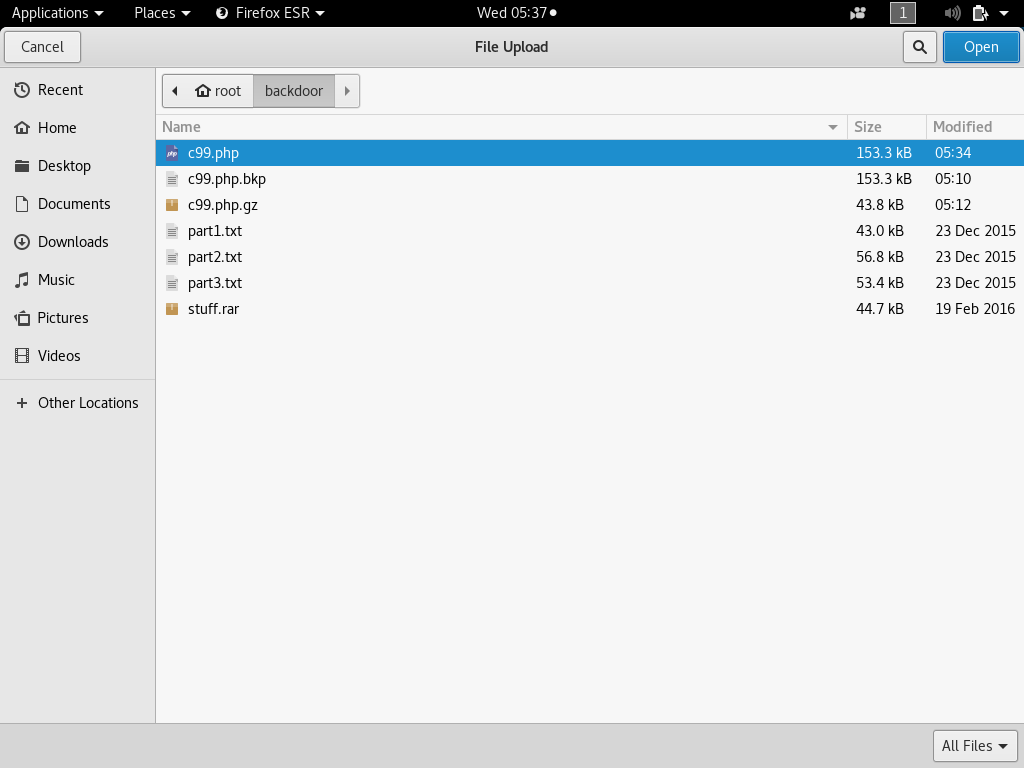 Applications Places Firefox ESR Wed 05:37 1
Cancel File Upload Open
Recent
Home
Desktop
Documents
Downloads
Music
Pictures
Videos
Other Locations
root backdoor
Name Size Modified
c99.php 153.3 kB 05:34
c99.php.bkp 153.3 kB 05:10
c99.php.gz 43.8 kB 05:12
part1.txt 43.0 kB 23 Dec 2015
part2.txt 56.8 kB 23 Dec 2015
part3.txt 53.4 kB 23 Dec 2015
stuff.rar 44.7 kB 19 Feb 2016
All Files